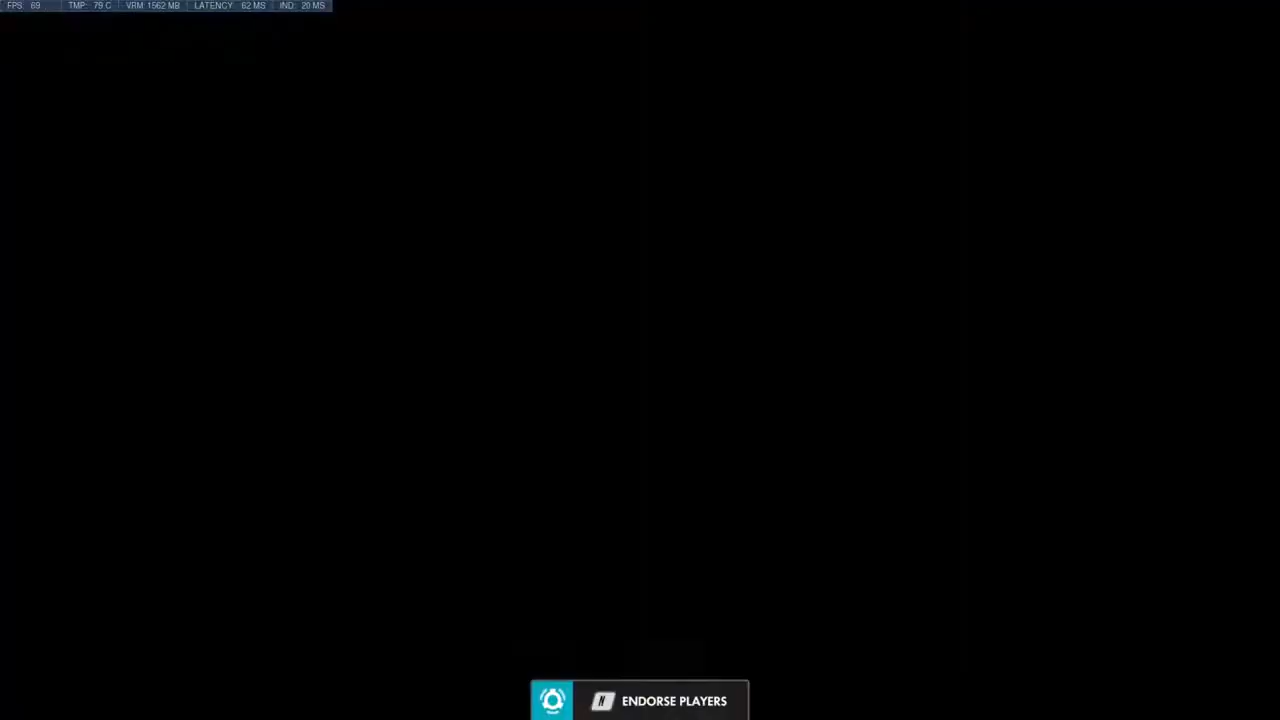 FPS: 69 TMP: 79 C VRM: 1562 MB LATENCY 62 MS IND: 20 MS
N ENDORSE PLAYERS